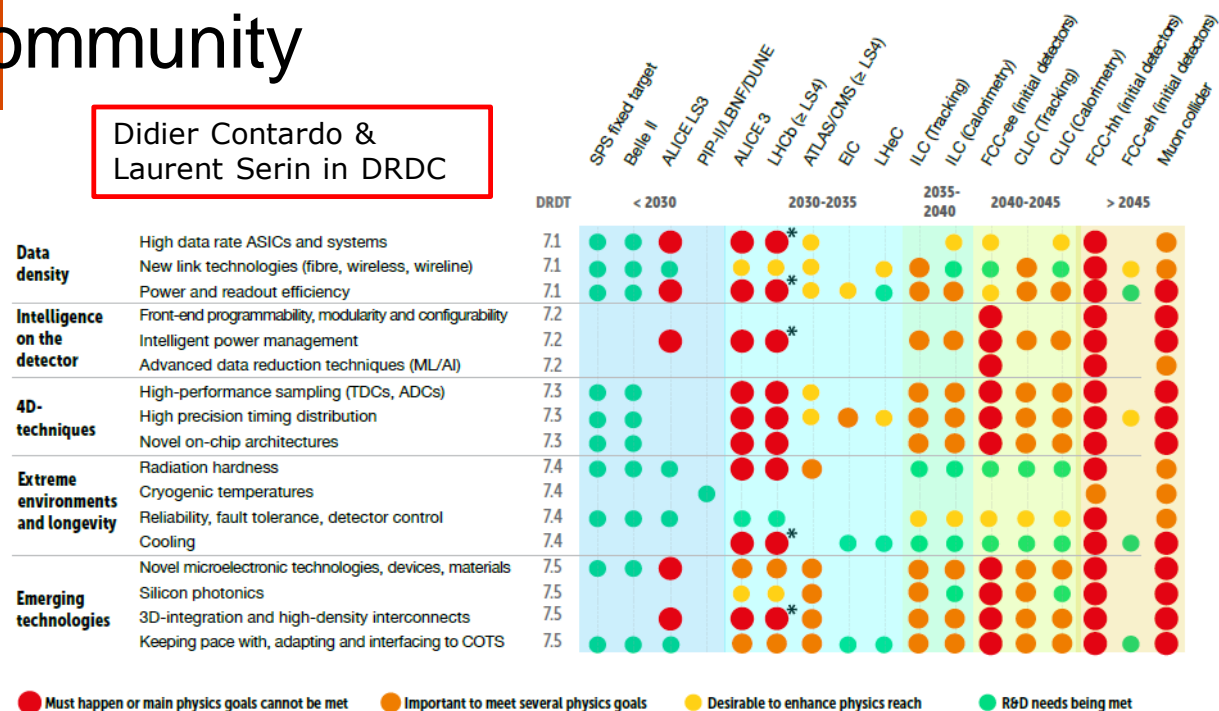 ommunity
Didier Contardo &
Laurent Serin in DRDC
SPS fixed target
Belle II
ALICE LS3
PIP-II/LBNF/DUNE
ALICE 3
LHCb (≥ LS4)
ATLAS/CMS (≥ LS4)
EIC
LHeC
ILC (Tracking)
ILC (Calorimetry)
FCC-ee (initial detectors)
CLIC (Tracking)
CLIC (Calorimetry)
FCC-hh (initial detectors)
FCC-eh (initial detectors)
Muon collider
DRDT
< 2030
2030-2035
2035-
2040
2040-2045
> 2045
Data
density
High data rate ASICs and systems 7.1 *
New link technologies (fibre, wireless, wireline) 7.1
Power and readout efficiency 7.1 *
Intelligence
on the
detector
Front-end programmability, modularity and configurability 7.2
Intelligent power management 7.2 *
Advanced data reduction techniques (ML/AI) 7.2
4D-
techniques
High-performance sampling (TDCs, ADCs) 7.3
High precision timing distribution 7.3
Novel on-chip architectures 7.3
Extreme
environments
and longevity
Radiation hardness 7.4
Cryogenic temperatures 7.4
Reliability, fault tolerance, detector control 7.4
Cooling 7.4 *
Emerging
technologies
Novel microelectronic technologies, devices, materials 7.5
Silicon photonics 7.5
3D-integration and high-density interconnects 7.5 *
Keeping pace with, adapting and interfacing to COTS 7.5
Must happen or main physics goals cannot be met
Important to meet several physics goals
Desirable to enhance physics reach
R&D needs being met